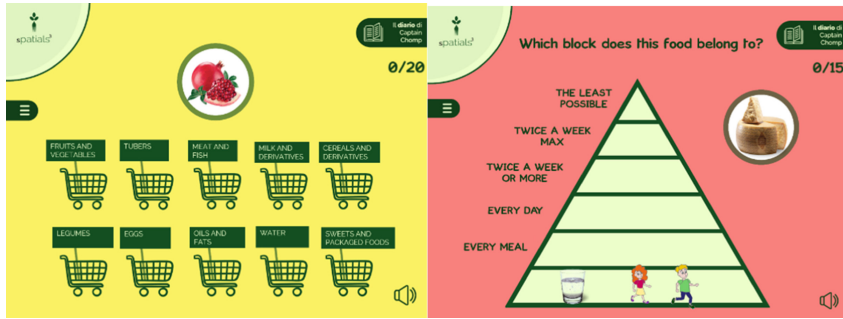 spatials³
Il diario di
Captain
Chomp
0/20
FRUITS AND
VEGETABLES
TUBERS
MEAT AND
FISH
MILK AND
DERIVATIVES
CEREALS AND
DERIVATIVES
LEGUMES
EGGS
OILS AND
FATS
WATER
SWEETS AND
PACKAGED FOODS
spatials³
Which block does this food belong to?
Il diario di
Captain
Chomp
0/15
THE LEAST
POSSIBLE
TWICE A WEEK
MAX
TWICE A WEEK
OR MORE
EVERY DAY
EVERY MEAL